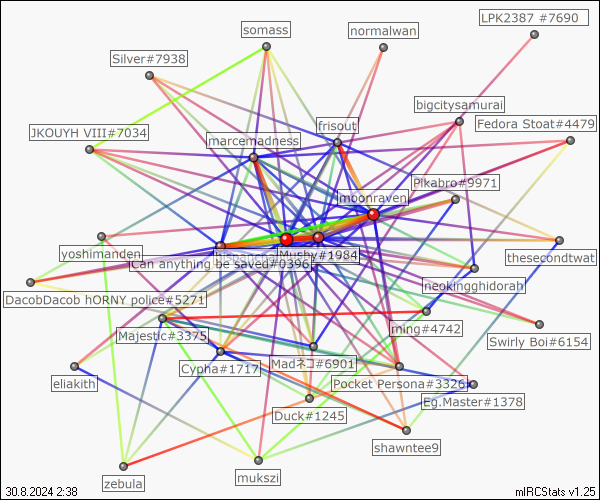 LPK2387 #7690
somass
normalwan
Silver#7938
bigcitysamurai
frisout
Fedora Stoat#4479
JKOUYH VIII#7034
marcemadness
Pikabro#9971
moonraven
yoshimanden
Mushy#1984
thesecondtwat
Can anything be saved#0396
neokingghidorah
DacobDacob hORNY police#5271
Majestic#3375
ming#4742
Swirly Boi#6154
Madネコ#6901
Cypha#1717
eliakith
Pocket Persona#3326
Eg.Master#1378
Duck#1245
shawntee9
zebula
mukszi
30.8.2024 2:38
mIRCStats v1.25